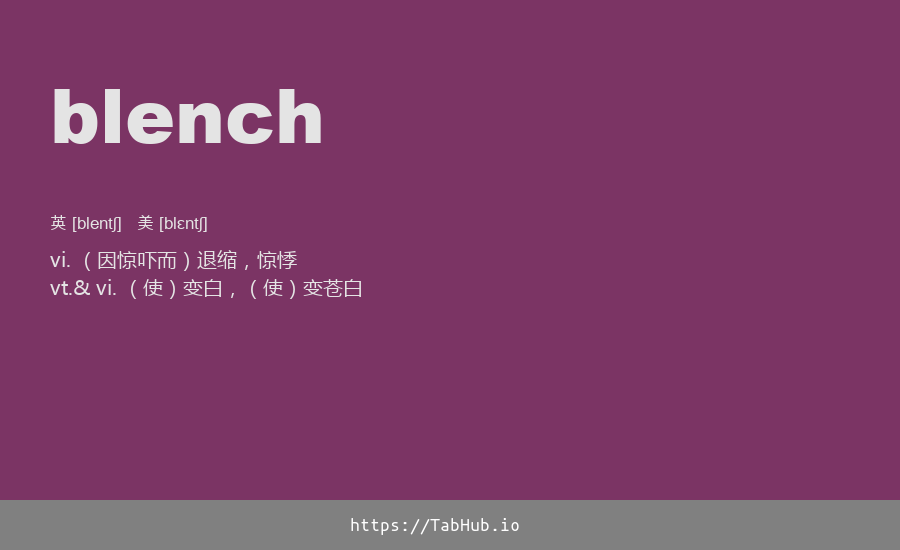 blench
英 [blentʃ] 美 [blɛntʃ]
vi. （因惊吓而）退缩，惊悸
vt.& vi. （使）变白，（使）变苍白
https://TabHub.io